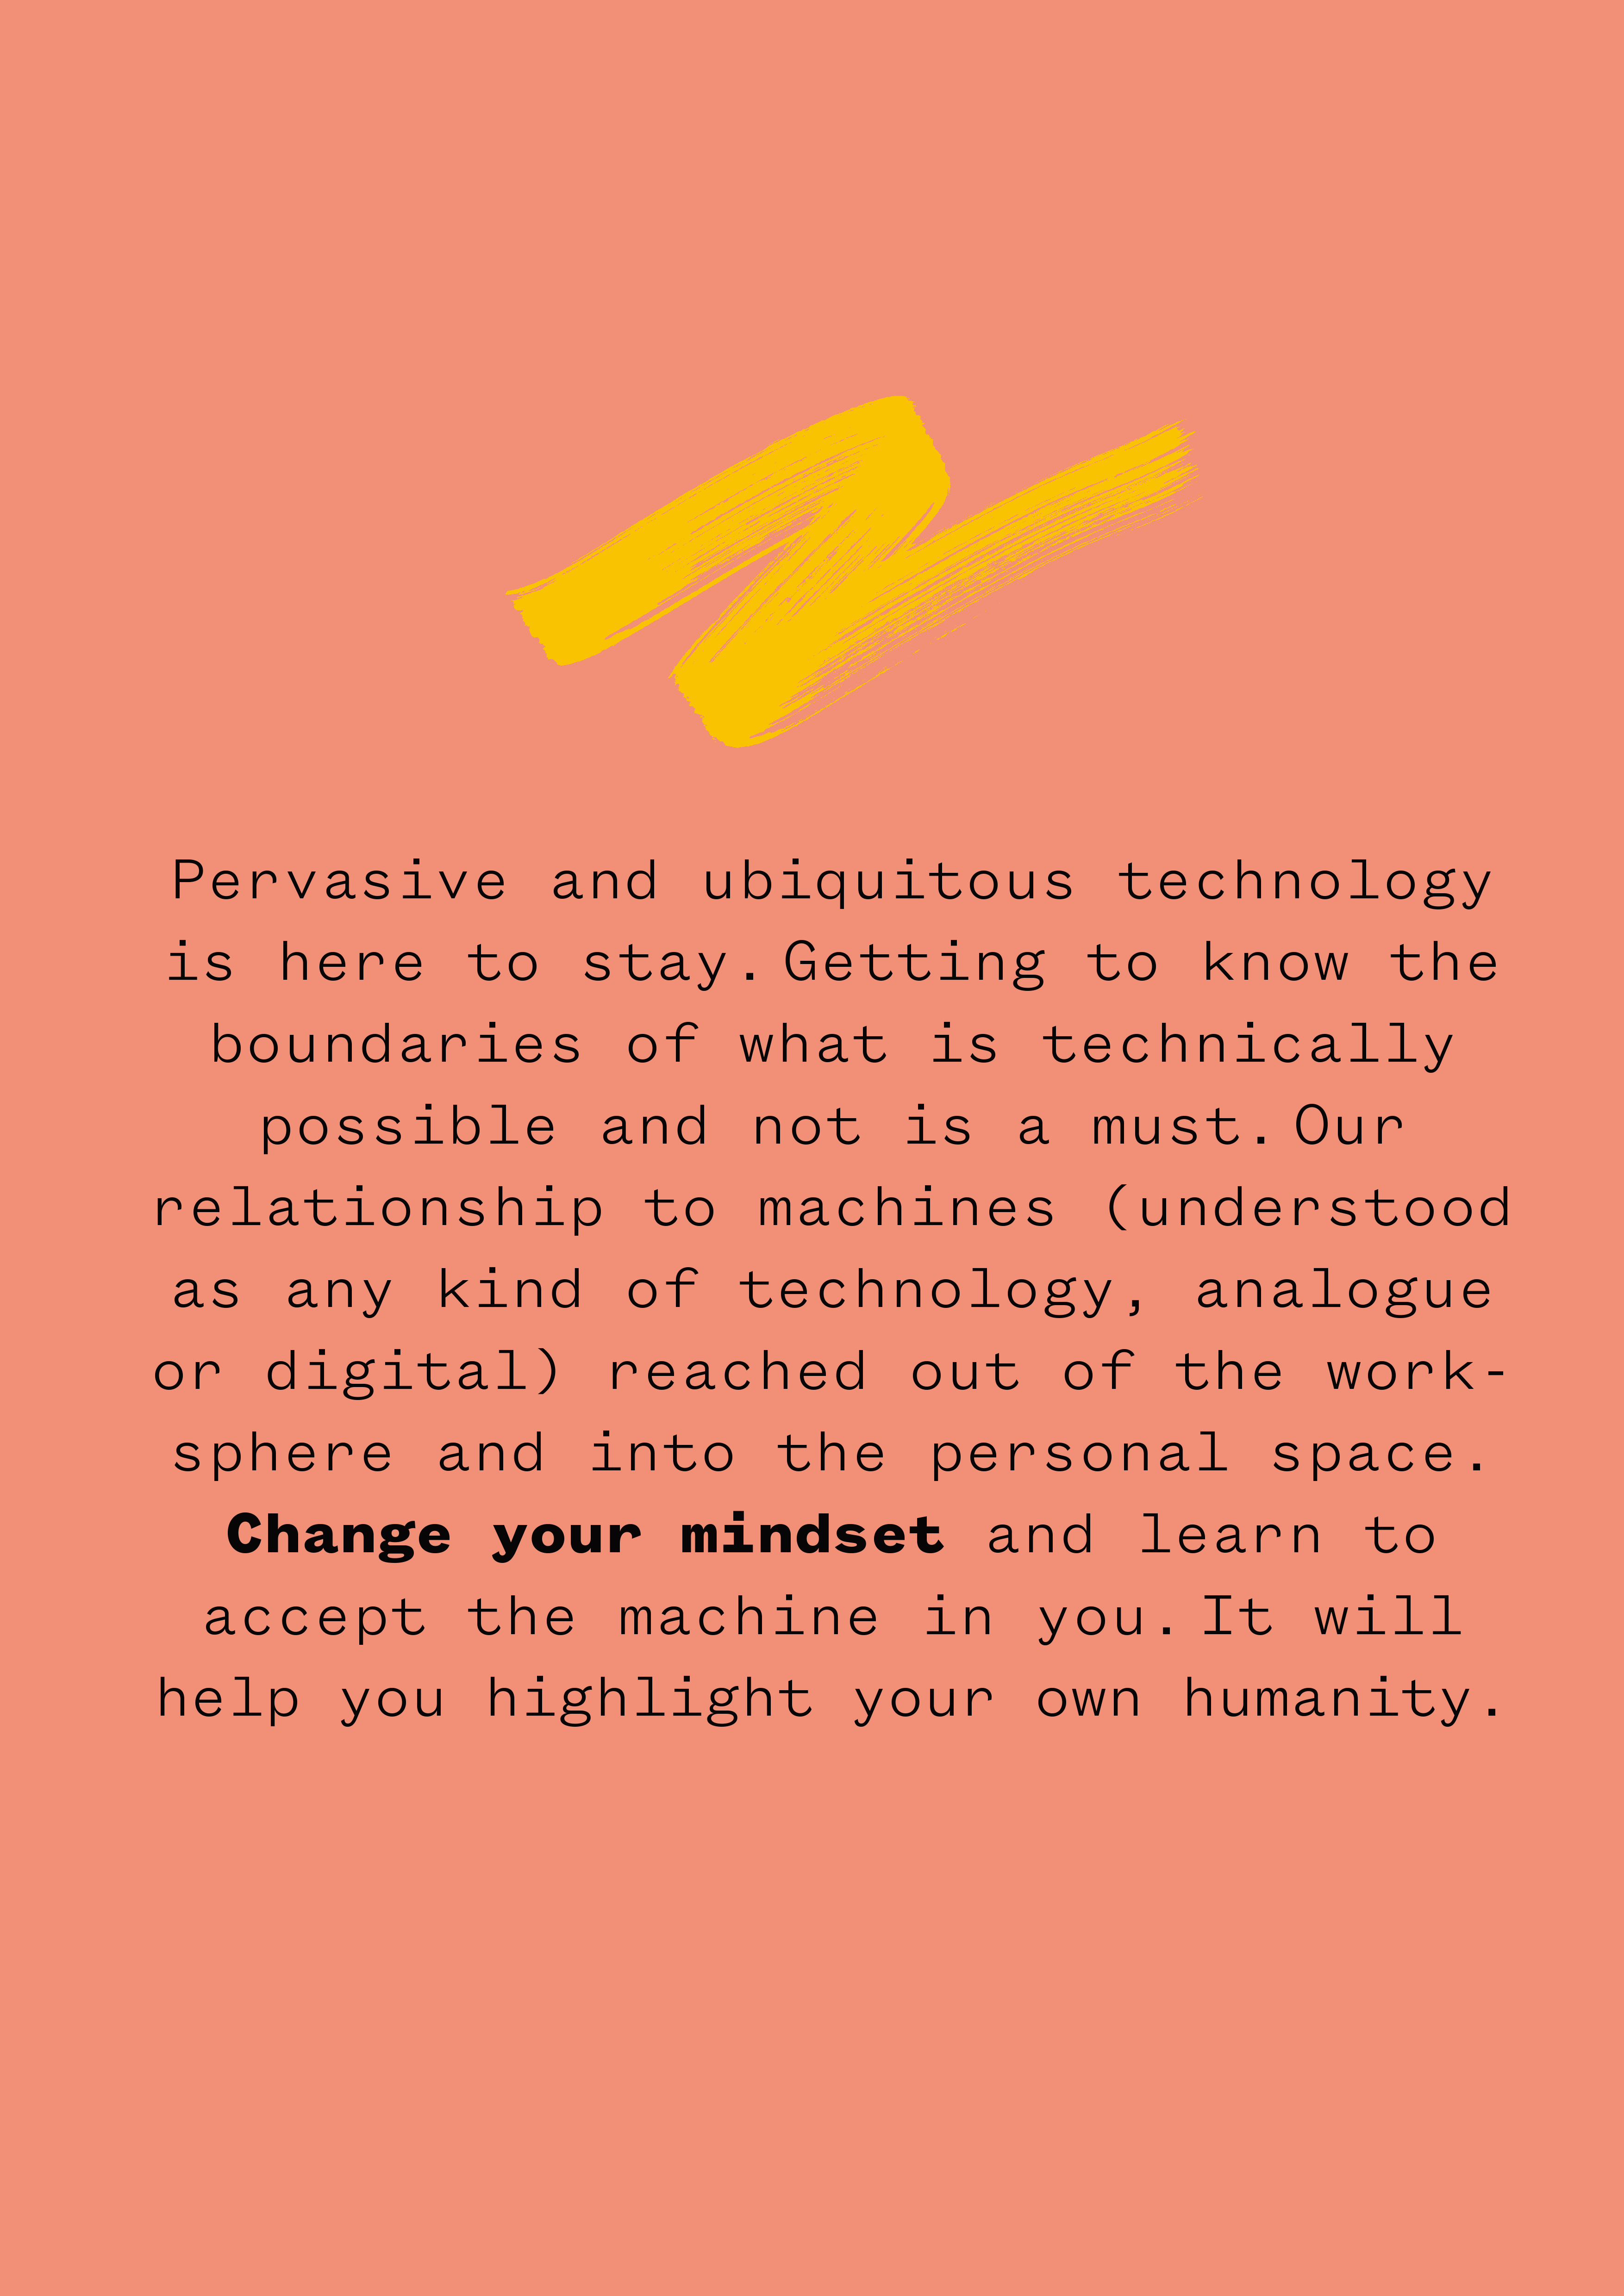 Pervasive and ubiquitous technology
is here to stay. Getting to know the
boundaries of what is technically
possible and not is a must. Our
relationship to machines (understood
as any kind of technology, analogue
or digital) reached out of the work-
sphere and into the personal space.
Change your mindset and learn to
accept the machine in you. It will
help you highlight your own humanity.